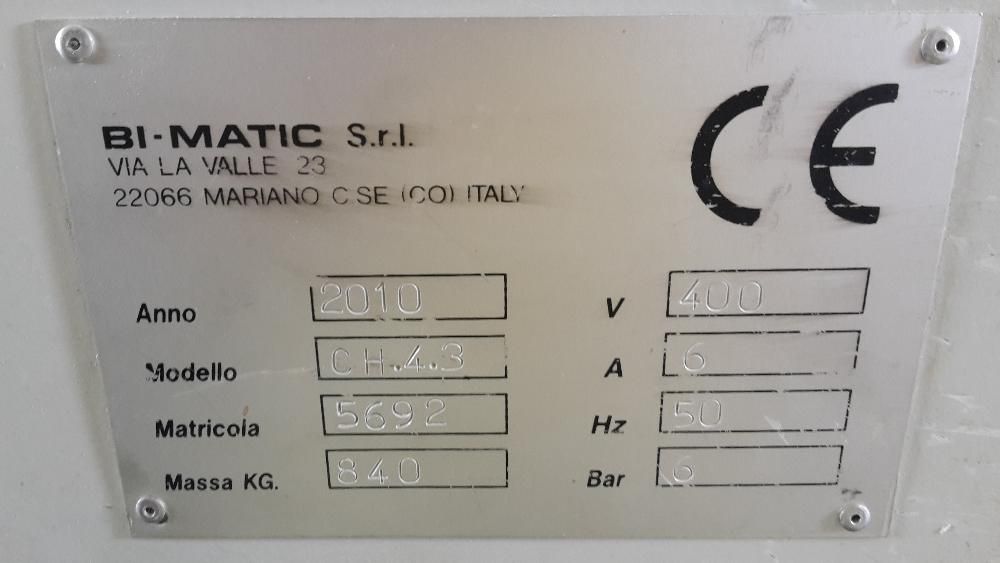 BI-MATIC S.r.l.
VIA LA VALLE 23
22066 MARIANO C.SE (CO) ITALY
CE
Anno 2010 V 400
Modello CH.4.3 A 6
Matricola 5692 Hz 50
Massa KG. 840 Bar 6